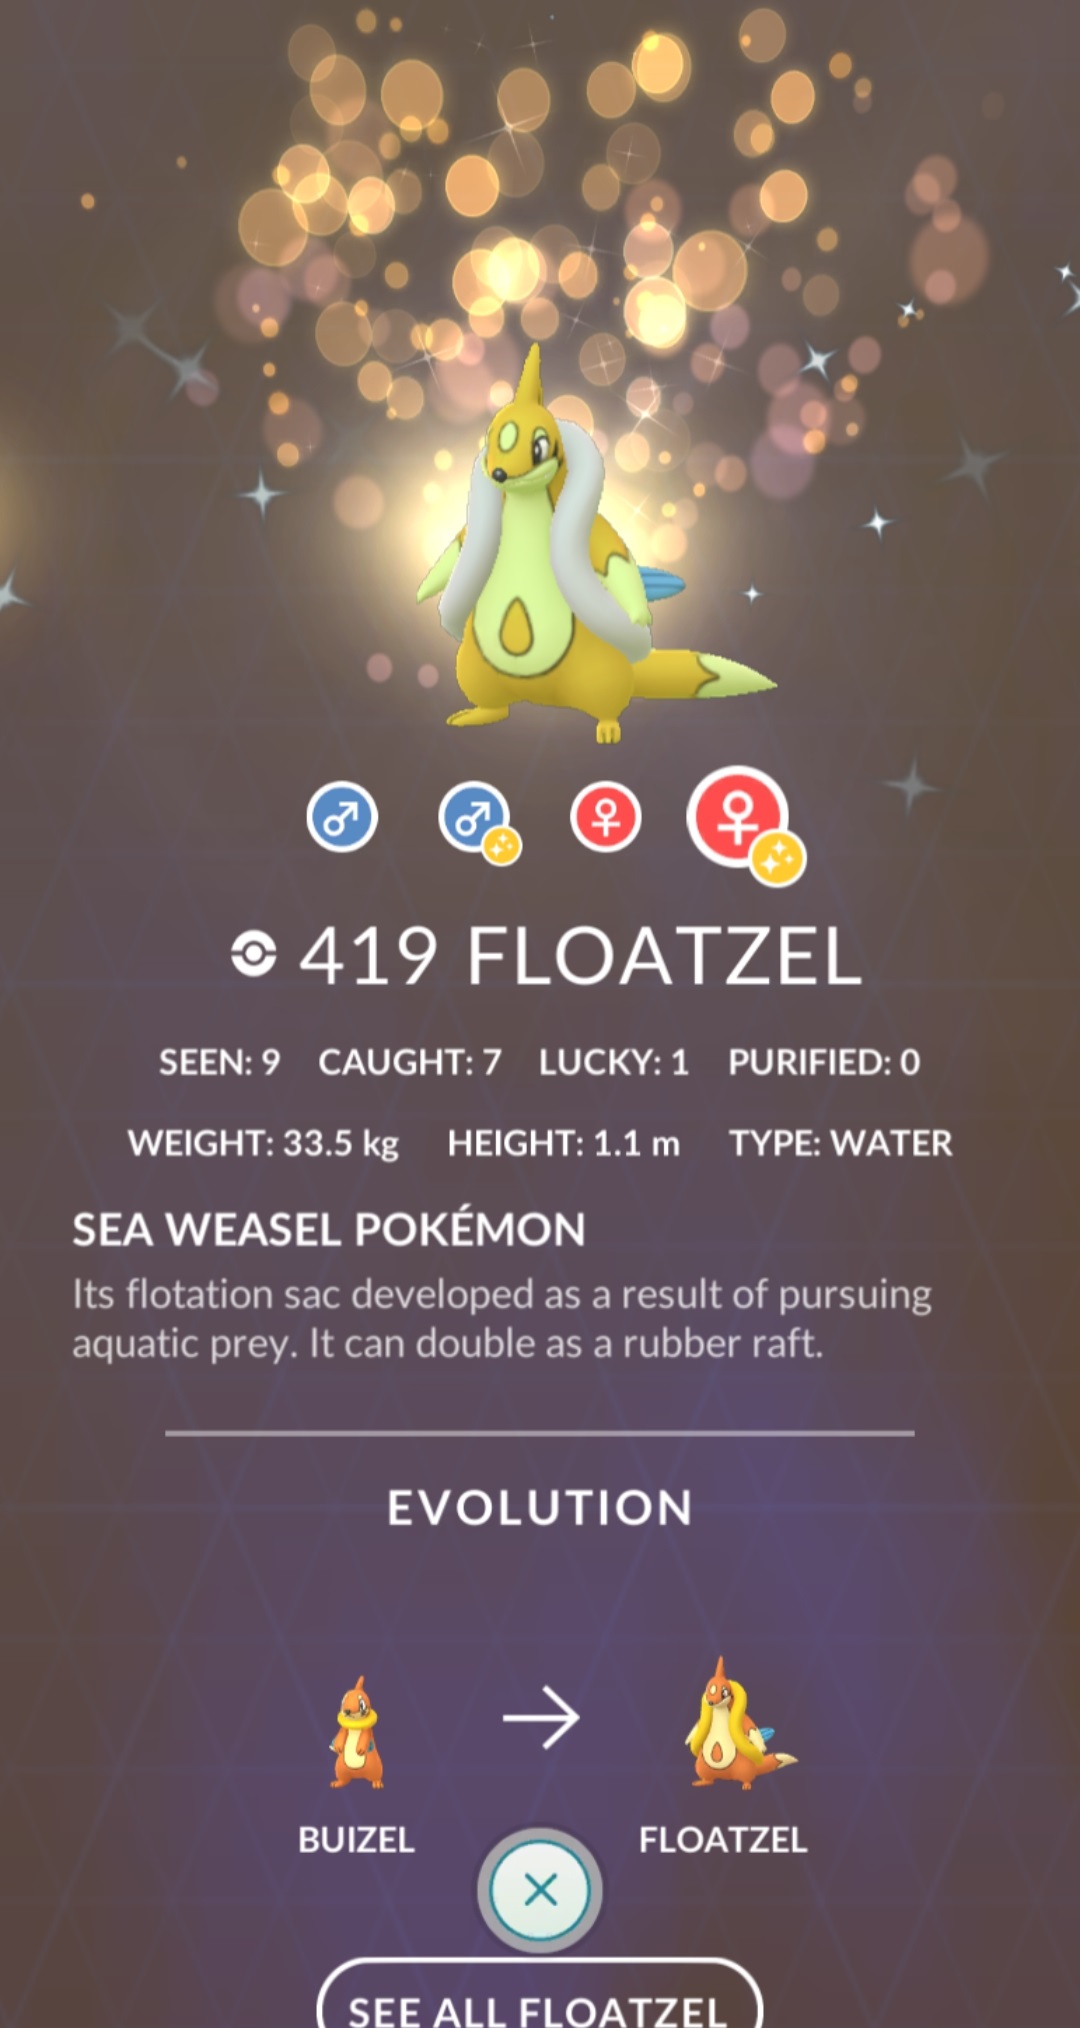 419 FLOATZEL
SEEN: 9 CAUGHT: 7 LUCKY: 1 PURIFIED: 0
WEIGHT: 33.5 kg HEIGHT: 1.1 m TYPE: WATER
SEA WEASEL POKÉMON
Its flotation sac developed as a result of pursuing
aquatic prey. It can double as a rubber raft.
EVOLUTION
BUIZEL FLOATZEL
SEE ALL FLOATZEL